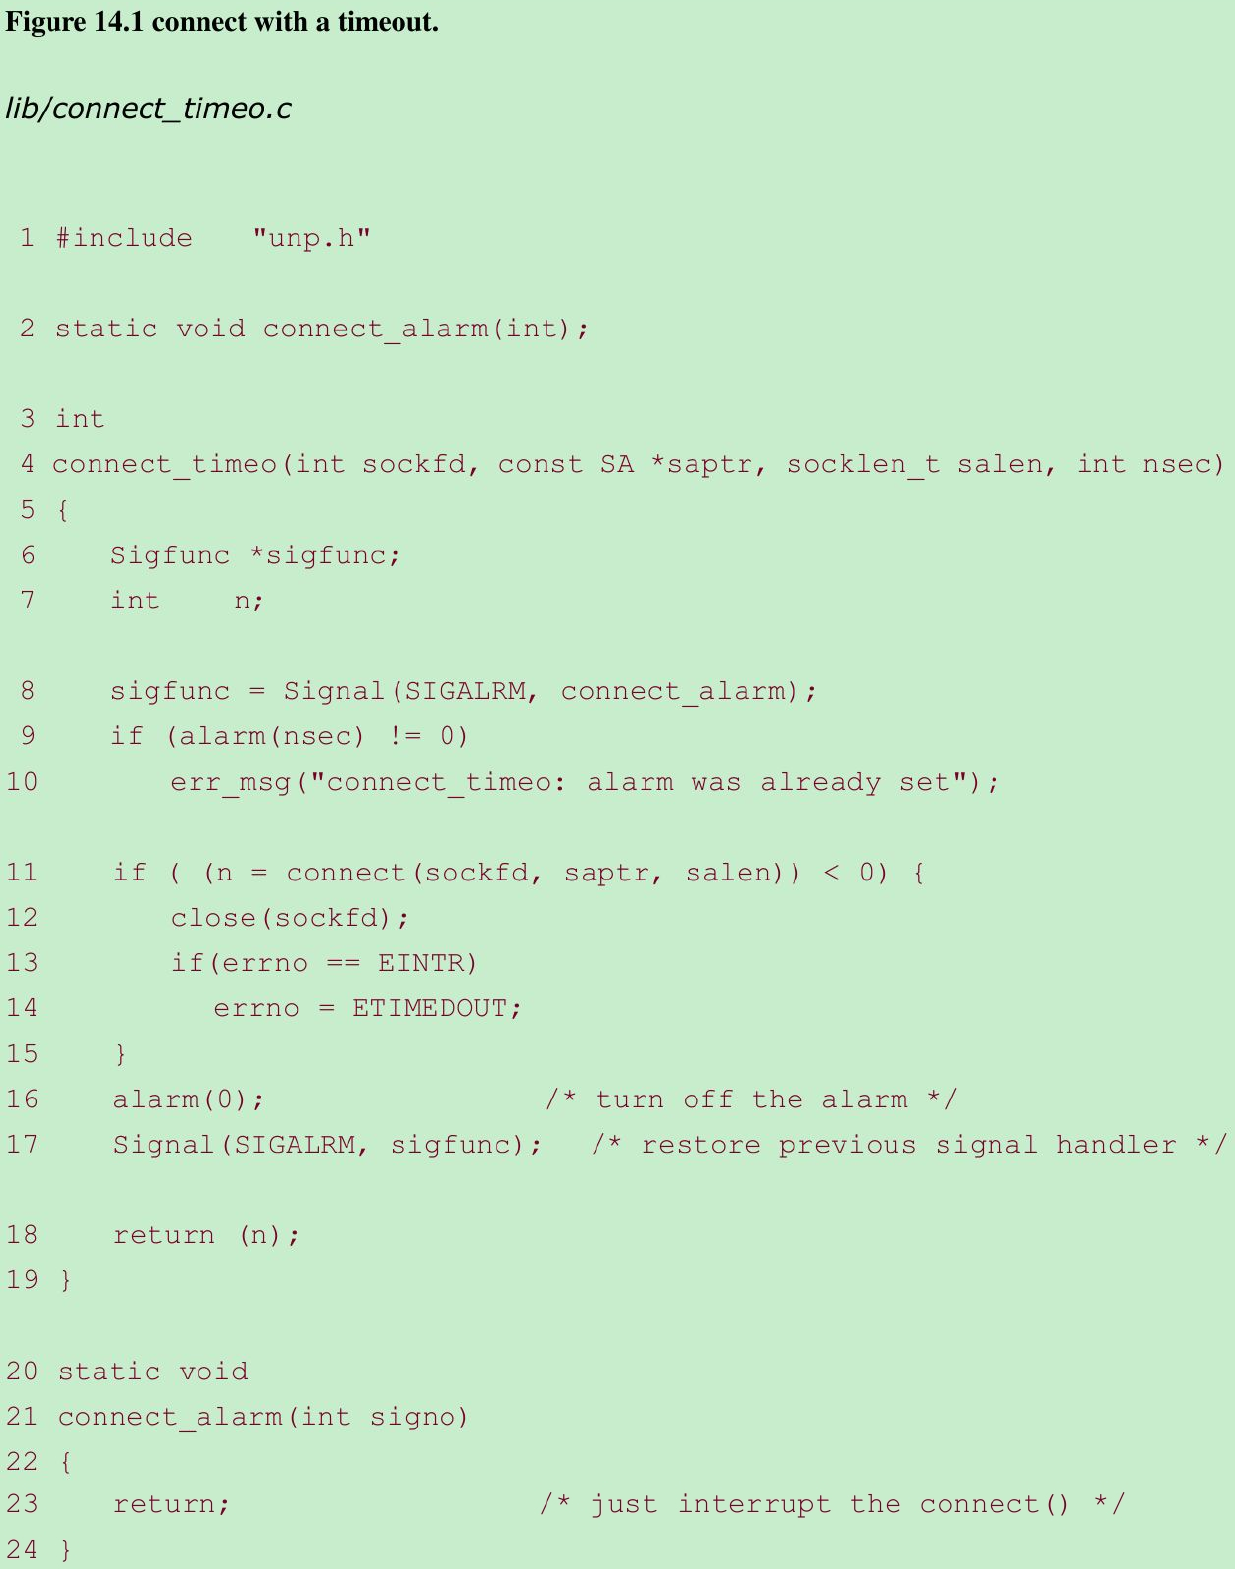 Figure 14.1 connect with a timeout.
lib/connect_timeo.c
1 #include "unp.h"
2 static void connect_alarm(int);
3 int
4 connect_timeo(int sockfd, const SA *saptr, socklen_t salen, int nsec)
5 {
6 Sigfunc *sigfunc;
7 int n;
8 sigfunc = Signal(SIGALRM, connect_alarm);
9 if (alarm(nsec) != 0)
10 err_msg("connect_timeo: alarm was already set");
11 if ( (n = connect(sockfd, saptr, salen)) < 0) {
12 close(sockfd);
13 if(errno == EINTR)
14 errno = ETIMEDOUT;
15 }
16 alarm(0); /* turn off the alarm */
17 Signal(SIGALRM, sigfunc); /* restore previous signal handler */
18 return (n);
19 }
20 static void
21 connect_alarm(int signo)
22 {
23 return; /* just interrupt the connect() */
24 }